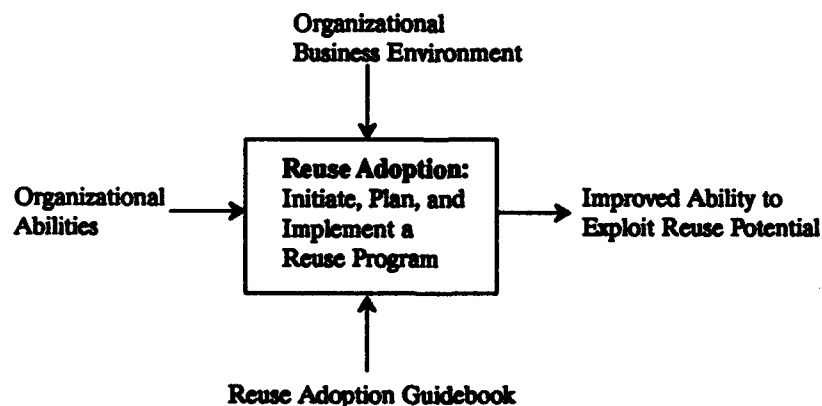 Organizational
Business Environment
Reuse Adoption:
Initiate, Plan, and
Implement a
Reuse Program
Organizational
Abilities
Improved Ability to
Exploit Reuse Potential
Reuse Adoption Guidebook